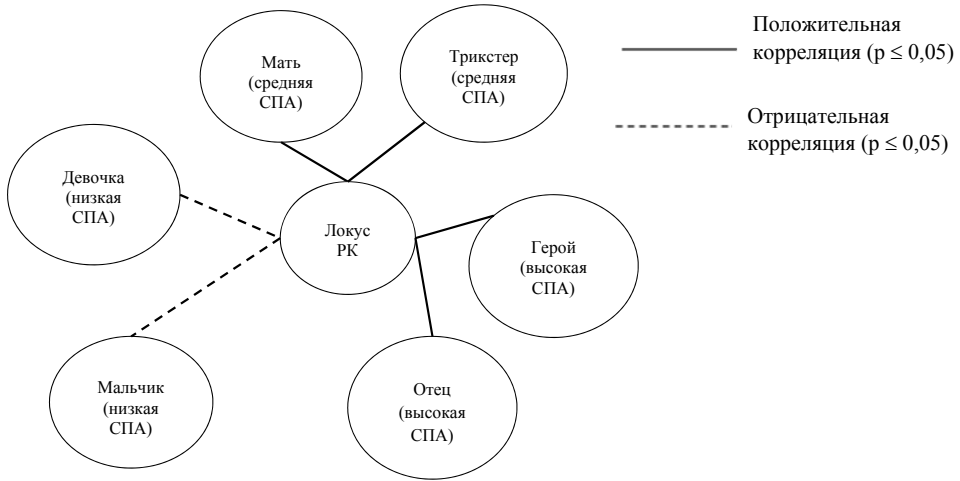 Мать
(средняя
СПА)
Трикстер
(средняя
СПА)
Положительная
корреляция (p ≤ 0,05)
Отрицательная
корреляция (p ≤ 0,05)
Девочка
(низкая
СПА)
Локус
РК
Герой
(высокая
СПА)
Мальчик
(низкая
СПА)
Отец
(высокая
СПА)